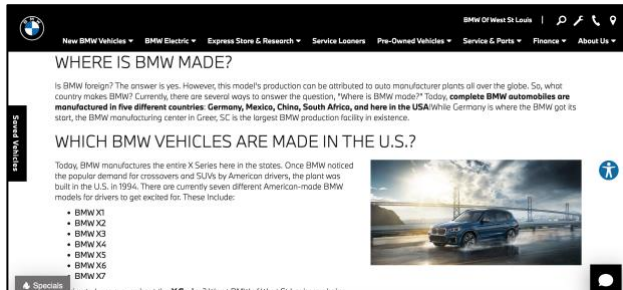 BMW Of West St Louis
New BMW Vehicles
BMW Electric
Express Store & Research
Service Loaners
Pre-Owned Vehicles
Service & Parts
Finance
About Us
WHERE IS BMW MADE?
Is BMW foreign? The answer is yes. However, this model's production can be attributed to auto manufacturer plants all over the globe. So, what
country makes BMW? Currently, there are several ways to answer the question, "Where is BMW made?" Today, complete BMW automobiles are
manufactured in five different countries: Germany, Mexico, China, South Africa, and here in the USA!While Germany is where the BMW got its
start, the BMW manufacturing center in Greer, SC is the largest BMW production facility in existence.
Saved Vehicles
WHICH BMW VEHICLES ARE MADE IN THE U.S.?
Today, BMW manufactures the entire X Series here in the states. Once BMW noticed
the popular demand for crossovers and SUVs by American drivers, the plant was
built in the U.S. in 1994. There are currently seven different American-made BMW
models for drivers to get excited for. These Include:
• BMW X1
• BMW X2
• BMW X3
• BMW X4
• BMW X5
• BMW X6
• BMW X7
Specials